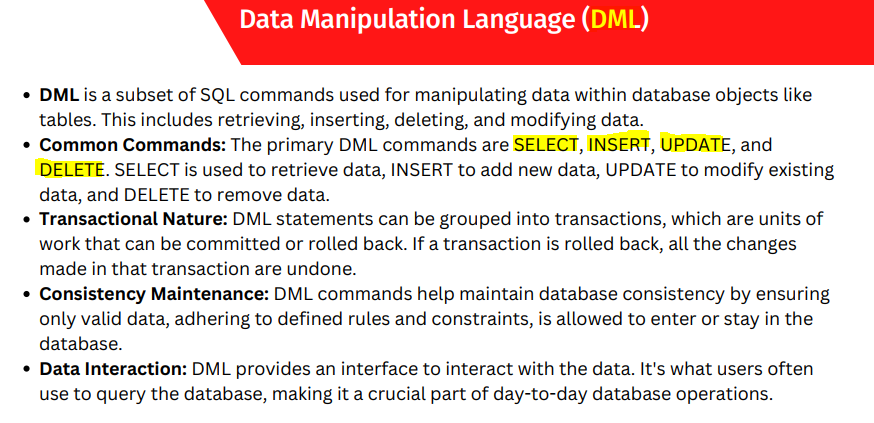 Data Manipulation Language (DML)
• DML is a subset of SQL commands used for manipulating data within database objects like
tables. This includes retrieving, inserting, deleting, and modifying data.
• Common Commands: The primary DML commands are SELECT, INSERT, UPDATE, and
DELETE. SELECT is used to retrieve data, INSERT to add new data, UPDATE to modify existing
data, and DELETE to remove data.
• Transactional Nature: DML statements can be grouped into transactions, which are units of
work that can be committed or rolled back. If a transaction is rolled back, all the changes
made in that transaction are undone.
• Consistency Maintenance: DML commands help maintain database consistency by ensuring
only valid data, adhering to defined rules and constraints, is allowed to enter or stay in the
database.
• Data Interaction: DML provides an interface to interact with the data. It's what users often
use to query the database, making it a crucial part of day-to-day database operations.